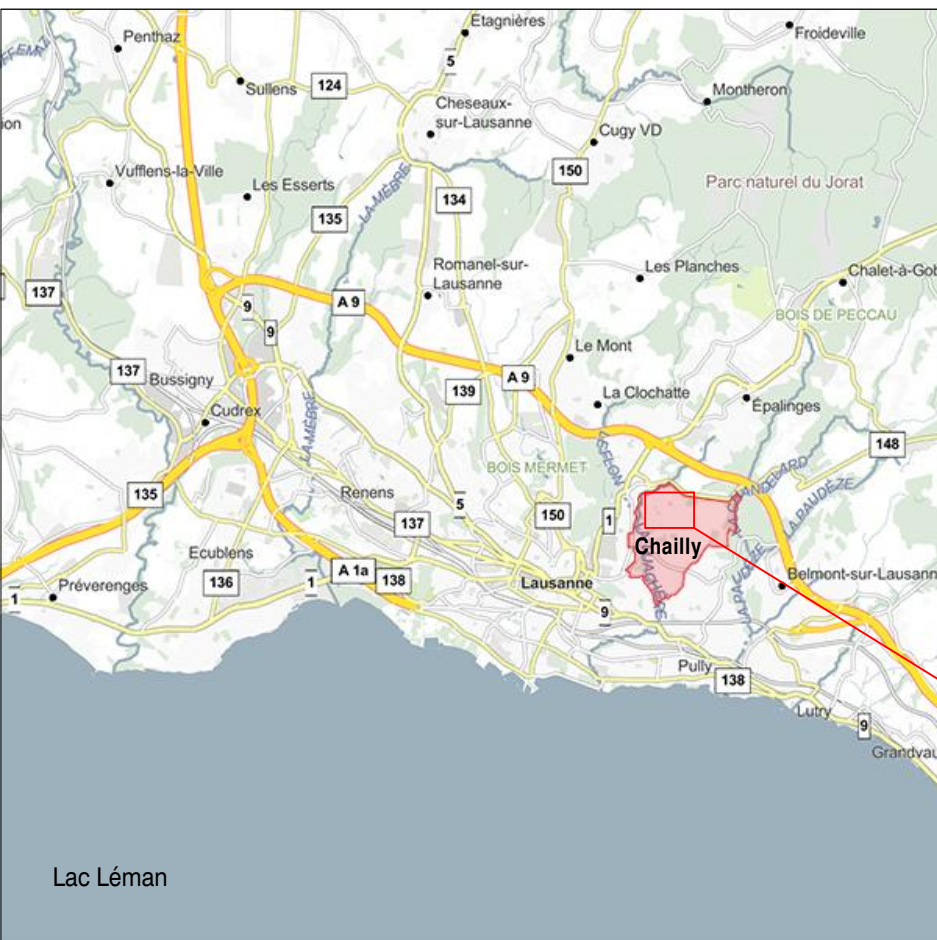 Penthaz
Etagnières
Froideville
5
Sullens
124
Montheron
Cheseaux-
sur-Lausanne
Cugy VD
ion
150
Vufflens-la-Ville
Parc naturel du Jorat
Les Esserts
LA-MÈBRE
134
135
Romanel-sur-
Lausanne
Les Planches
Chalet-à-Gob
137
A 9
9
BOIS DE PECCAU
9
Le Mont
137
Bussigny
A 9
139
La Clochatte
Épalinges
Cudrex
LA-MÈBRE
148
BOIS MERMET
LE FLON
LA PAUDÈZE
135
Renens
5
137
150
1
Chailly
Ecublens
136
1
A 1a
138
Lausanne
Belmont-sur-Lausann
Préverenges
1
9
Pully
138
Lutry
9
Grandvau
Lac Léman